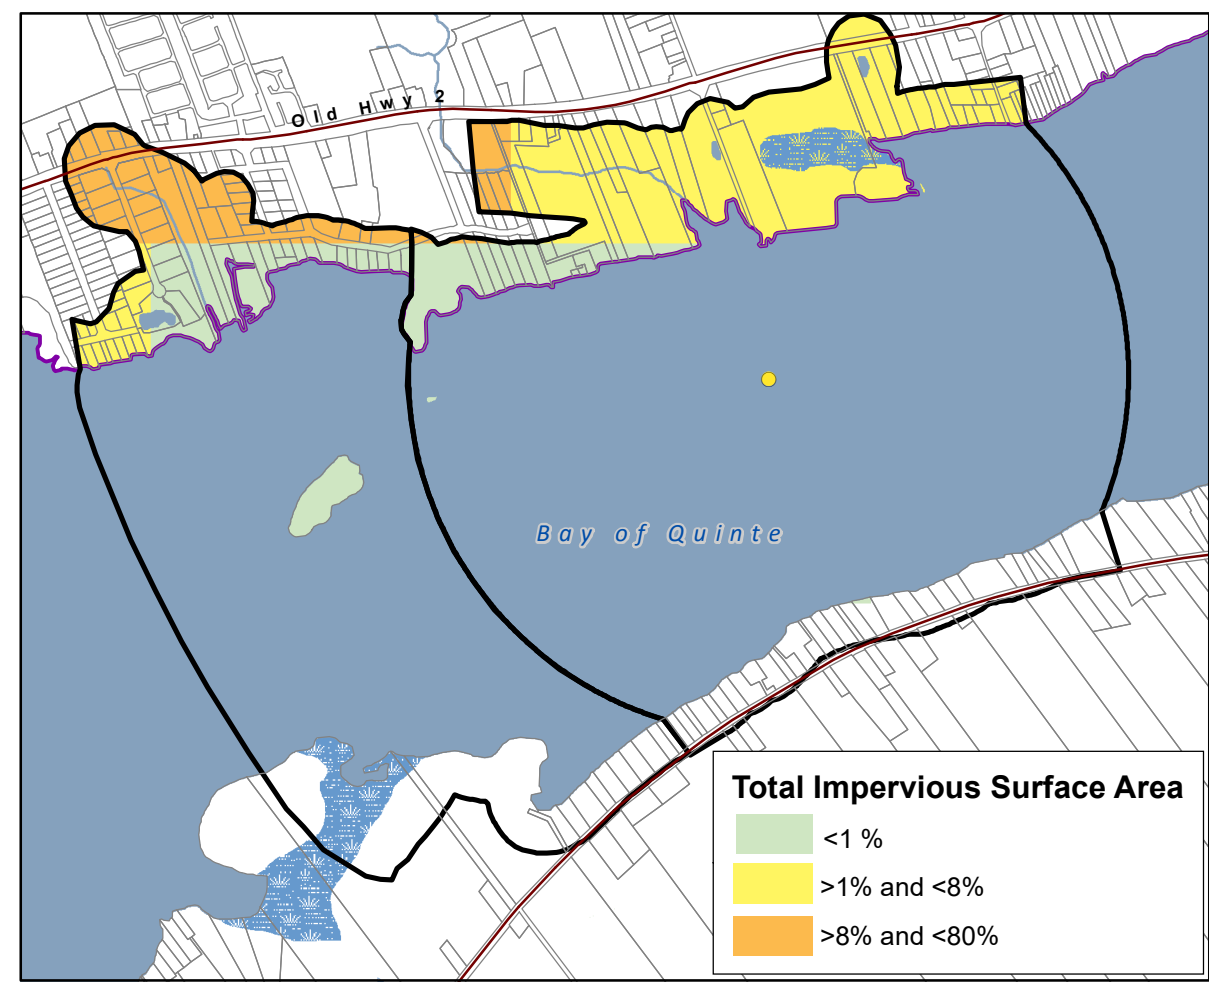 Old Hwy 2
Bay of Quinte
Total Impervious Surface Area
<1 %
>1% and <8%
>8% and <80%